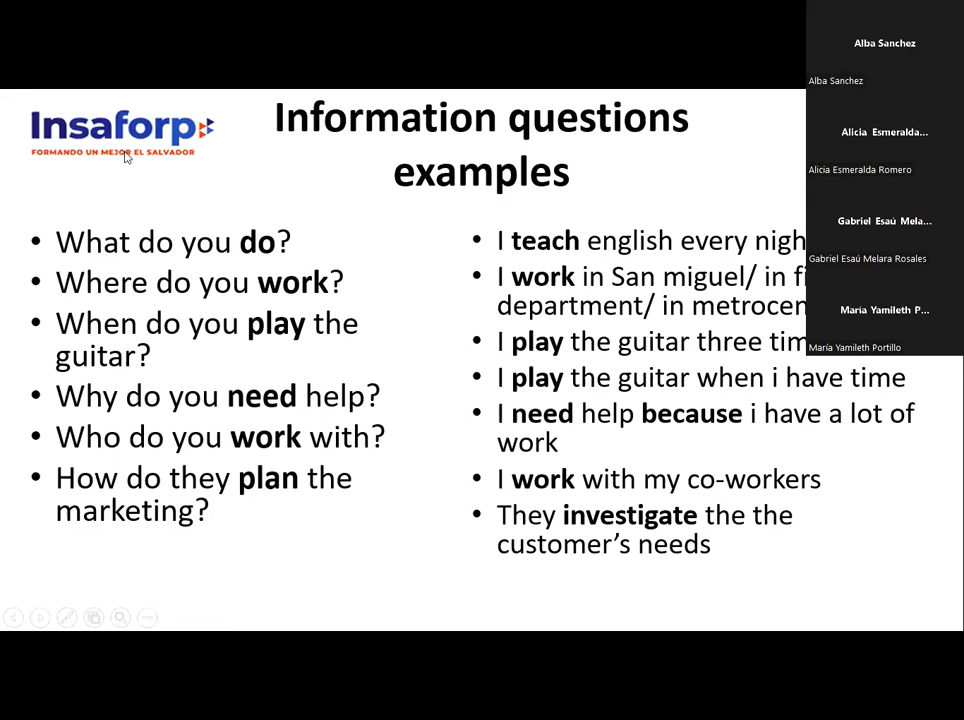 Insaforp
FORMANDO UN MEJOR EL SALVADOR
Information questions
examples
• What do you do?
• Where do you work?
• When do you play the
guitar?
• Why do you need help?
• Who do you work with?
• How do they plan the
marketing?
• I teach english every nigh
• I work in San miguel/ in fi
department/ in metrocen
• I play the guitar three tim
• I play the guitar when i have time
• I need help because i have a lot of
work
• I work with my co-workers
• They investigate the the
customer's needs
Alba Sanchez
Alba Sanchez
Alicia Esmeralda...
Alicia Esmeralda Romero
Gabriel Esaú Mela...
Gabriel Esaú Melara Rosales
María Yamileth P...
María Yamileth Portillo